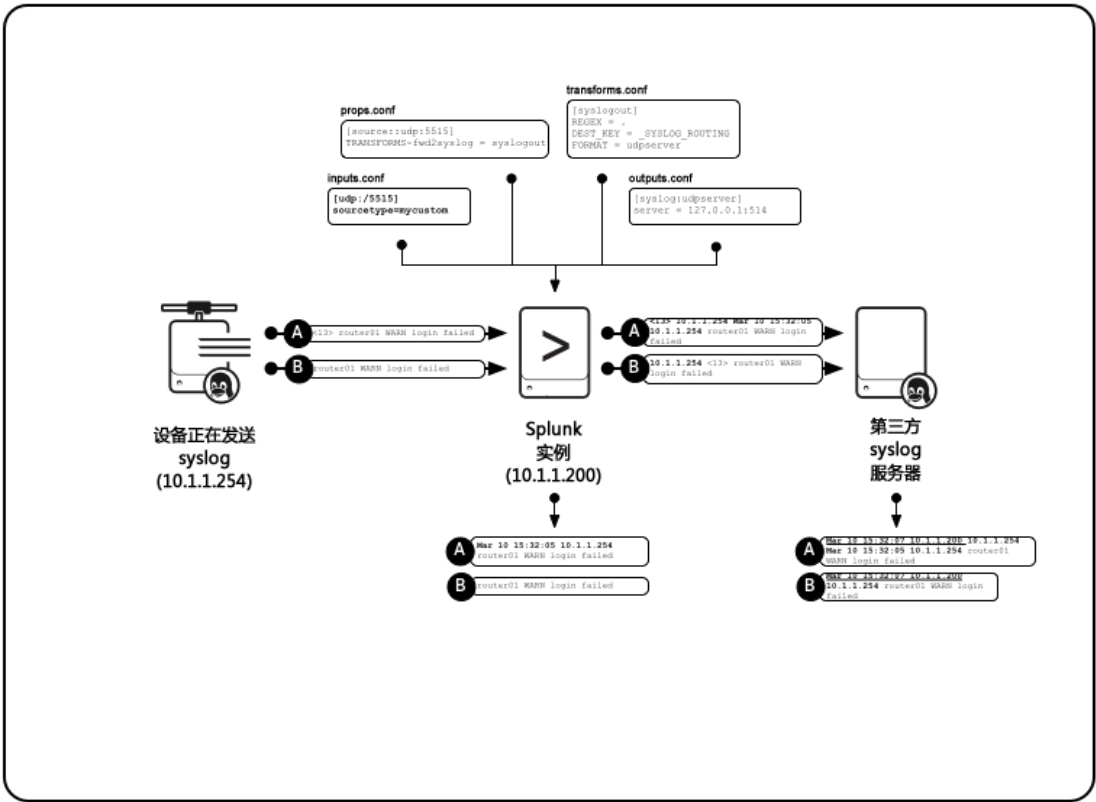 transforms.conf
[syslogout]
REGEX = .
DEST_KEY = _SYSLOG_ROUTING
FORMAT = udpserver
props.conf
[source::udp:5515]
TRANSFORMS-fwd2syslog = syslogout
inputs.conf
[udp:/5515]
sourcetype=mycustom
outputs.conf
[syslog:udpserver]
server = 127.0.0.1:514
A
<13> router01 WARN login failed
B
router01 WARN login failed
>
A
<13> 10.1.1.254 Mar 10 15:32:05
10.1.1.254 router01 WARN login
failed
B
10.1.1.254 <13> router01 WARN
login failed
设备正在发送
syslog
(10.1.1.254)
Splunk
实例
(10.1.1.200)
第三方
syslog
服务器
A
Mar 10 15:32:05 10.1.1.254
router01 WARN login failed
B
router01 WARN login failed
A
Mar 10 15:32:07 10.1.1.200 10.1.1.254
Mar 10 15:32:05 10.1.1.254 router01
WARN login failed
B
Mar 10 15:32:07 10.1.1.200
10.1.1.254 router01 WARN login
failed